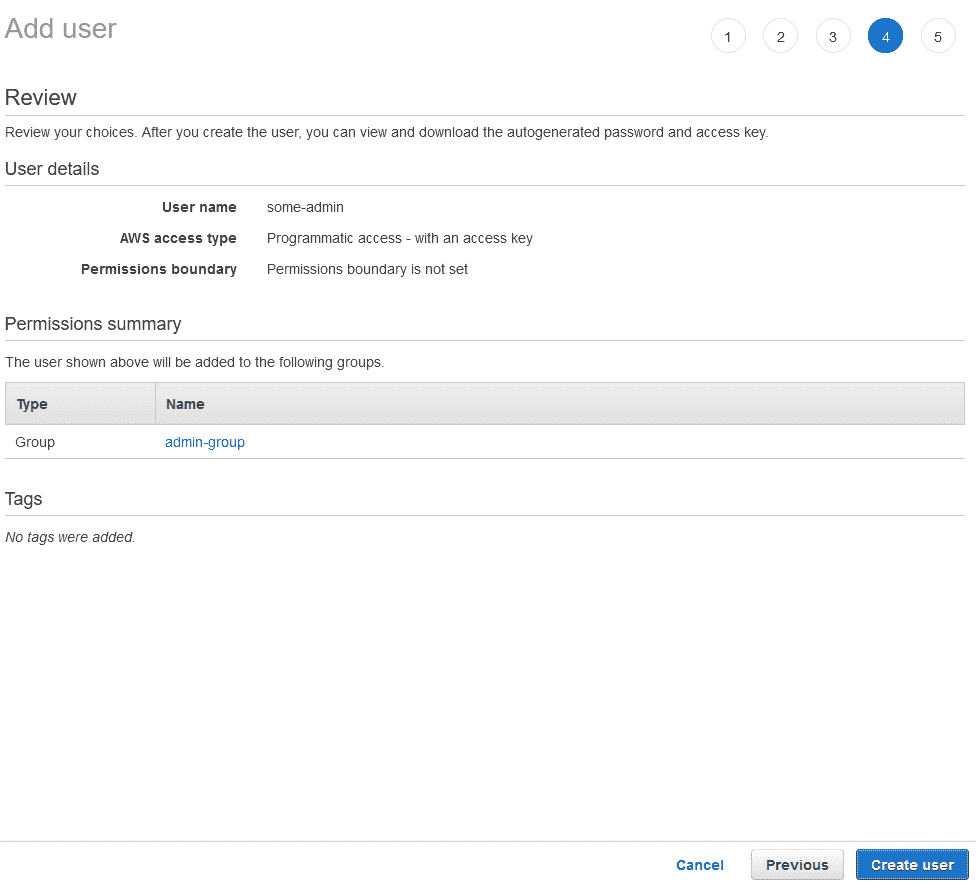 Add user
1 2 3 4 5
Review
Review your choices. After you create the user, you can view and download the autogenerated password and access key.
User details
User name some-admin
AWS access type Programmatic access - with an access key
Permissions boundary Permissions boundary is not set
Permissions summary
The user shown above will be added to the following groups.
Type Name
Group admin-group
Tags
No tags were added.
Cancel Previous Create user